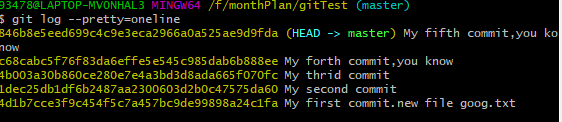 93478@LAPTOP-MVONHAL3 MINGW64 /f/monthPlan/gitTest (master)
$ git log --pretty=oneline
846b8e5eed699c4c9e3eca2966a0a525ae9d9fda (HEAD -> master) My fifth commit,you ko
now
c68cabc5f76f83da6effe5e545c985dab6b888ee My forth commit,you know
4b003a30b860ce280e7e4a3bd3d8ada665f070fc My thrid commit
1dec25db1df6b2487aa2300603d2b0c47575da60 My second commit
4d1b7cce3f9c454f5c7a457bc9de99898a24c1fa My first commit.new file goog.txt